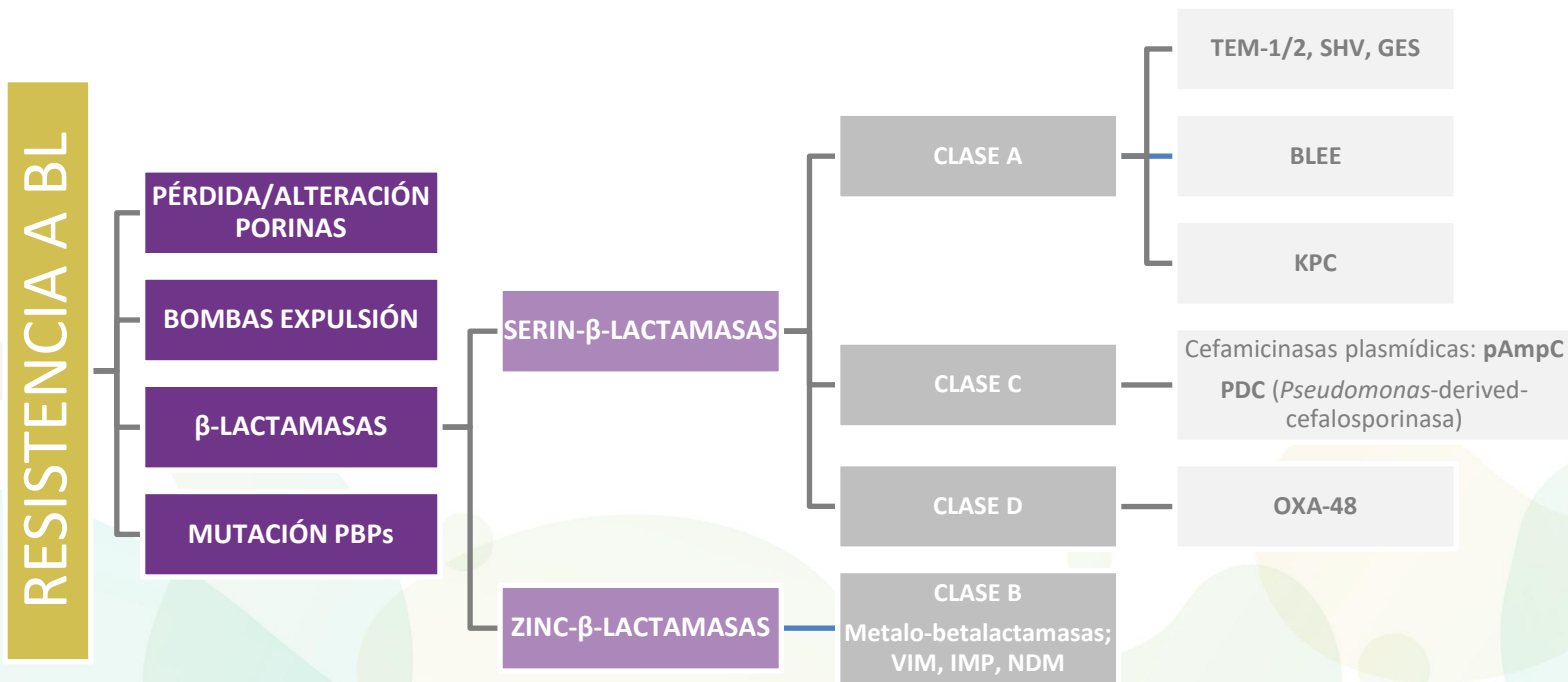 RESISTENCIA A BL
PÉRDIDA/ALTERACIÓN
PORINAS
BOMBAS EXPULSIÓN
β-LACTAMASAS
MUTACIÓN PBPs
SERIN-β-LACTAMASAS
ZINC-β-LACTAMASAS
CLASE A
CLASE C
CLASE D
CLASE B
Metalo-betalactamasas;
VIM, IMP, NDM
TEM-1/2, SHV, GES
BLEE
KPC
Cefamicinasas plasmídicas: pAmpC
PDC (Pseudomonas-derived-
cefalosporinasa)
OXA-48